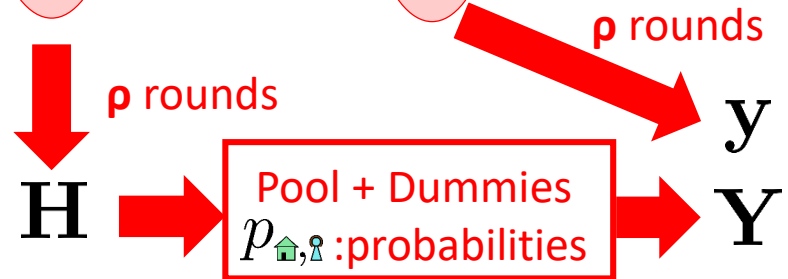 ρ rounds
ρ rounds
y
H
Pool + Dummies
p , :probabilities
Y